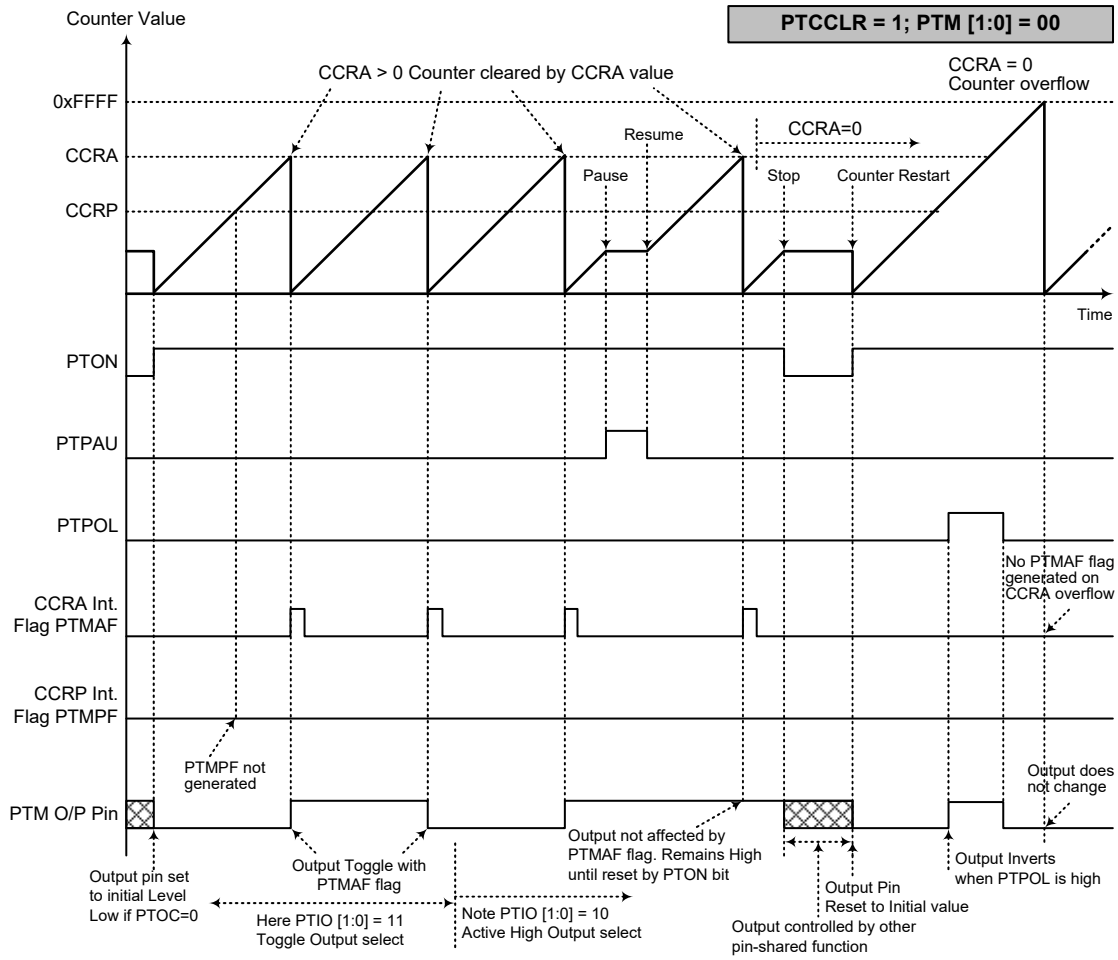 Counter Value
PTCCLR = 1; PTM [1:0] = 00
CCRA > 0 Counter cleared by CCRA value
CCRA = 0
Counter overflow
0xFFFF
Resume
CCRA=0
CCRA
Pause
Stop
Counter Restart
CCRP
Time
PTON
PTPAU
PTPOL
No PTMAF flag
generated on
CCRA overflow
CCRA Int.
Flag PTMAF
CCRP Int.
Flag PTMPF
PTMPF not
generated
Output does
not change
PTM O/P Pin
Output pin set
to initial Level
Low if PTOC=0
Output Toggle with
PTMAF flag
Here PTIO [1:0] = 11
Toggle Output select
Note PTIO [1:0] = 10
Active High Output select
Output not affected by
PTMAF flag. Remains High
until reset by PTON bit
Output Pin
Reset to Initial value
Output controlled by other
pin-shared function
Output Inverts
when PTPOL is high